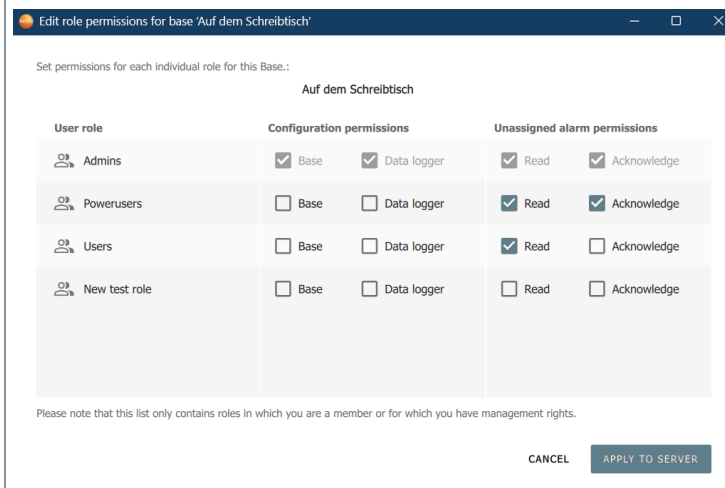 Edit role permissions for base 'Auf dem Schreibtisch'
Set permissions for each individual role for this Base.:
Auf dem Schreibtisch
User role Configuration permissions Unassigned alarm permissions
Admins Base Data logger Read Acknowledge
Powerusers Base Data logger Read Acknowledge
Users Base Data logger Read Acknowledge
New test role Base Data logger Read Acknowledge
Please note that this list only contains roles in which you are a member or for which you have management rights.
CANCEL APPLY TO SERVER